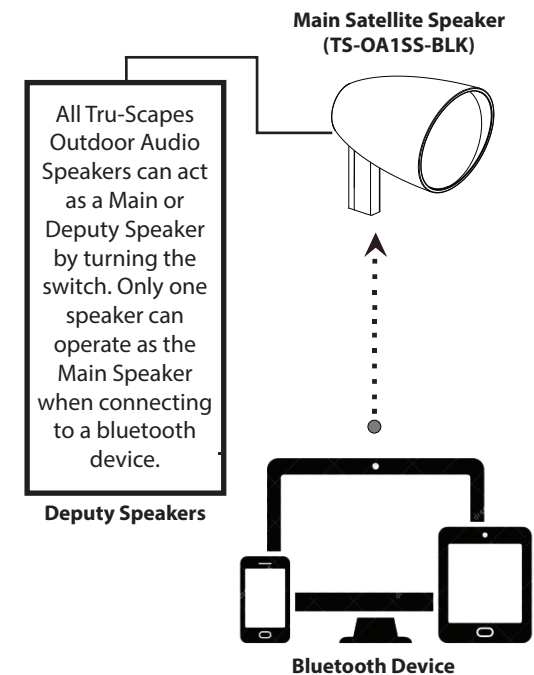 Main Satellite Speaker
(TS-OA1SS-BLK)
All Tru-Scapes
Outdoor Audio
Speakers can act
as a Main or
Deputy Speaker
by turning the
switch. Only one
speaker can
operate as the
Main Speaker
when connecting
to a bluetooth
device.
Deputy Speakers
Bluetooth Device